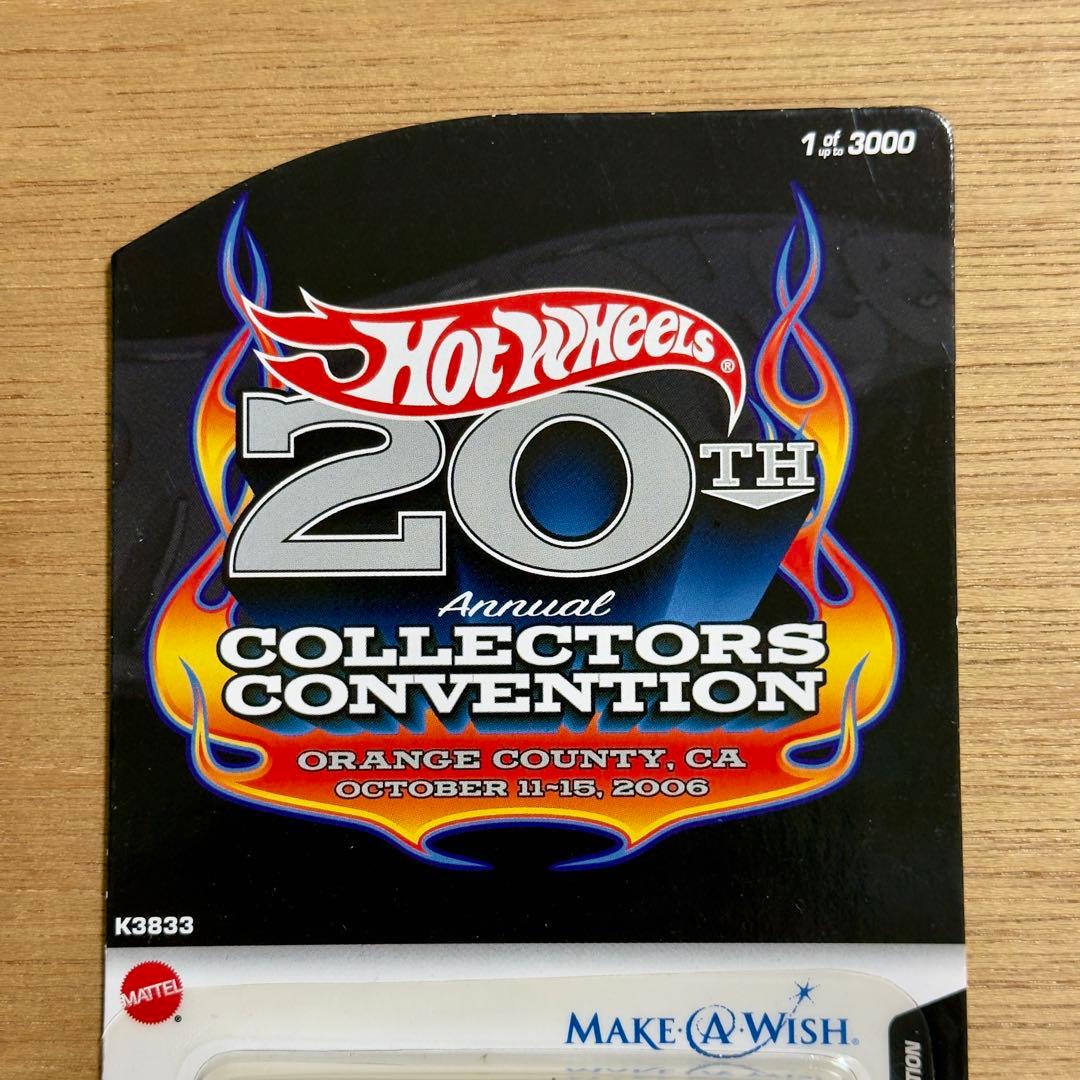 1 of up to 3000
HOT WHEELS®
20TH
Annual
COLLECTORS
CONVENTION
ORANGE COUNTY, CA
OCTOBER 11~15, 2006
K3833
MATTEL®
MAKE·A·WISH®